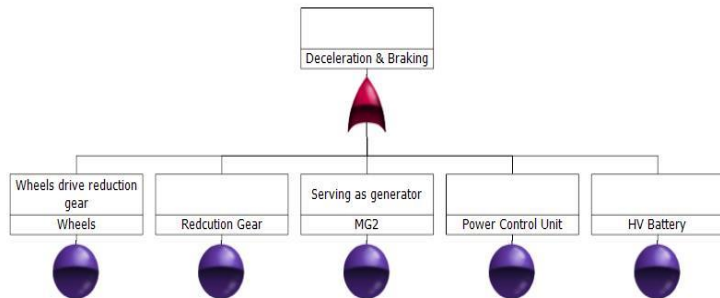 Deceleration & Braking
Wheels drive reduction
gear
Wheels
Redcution Gear
Serving as generator
MG2
Power Control Unit
HV Battery